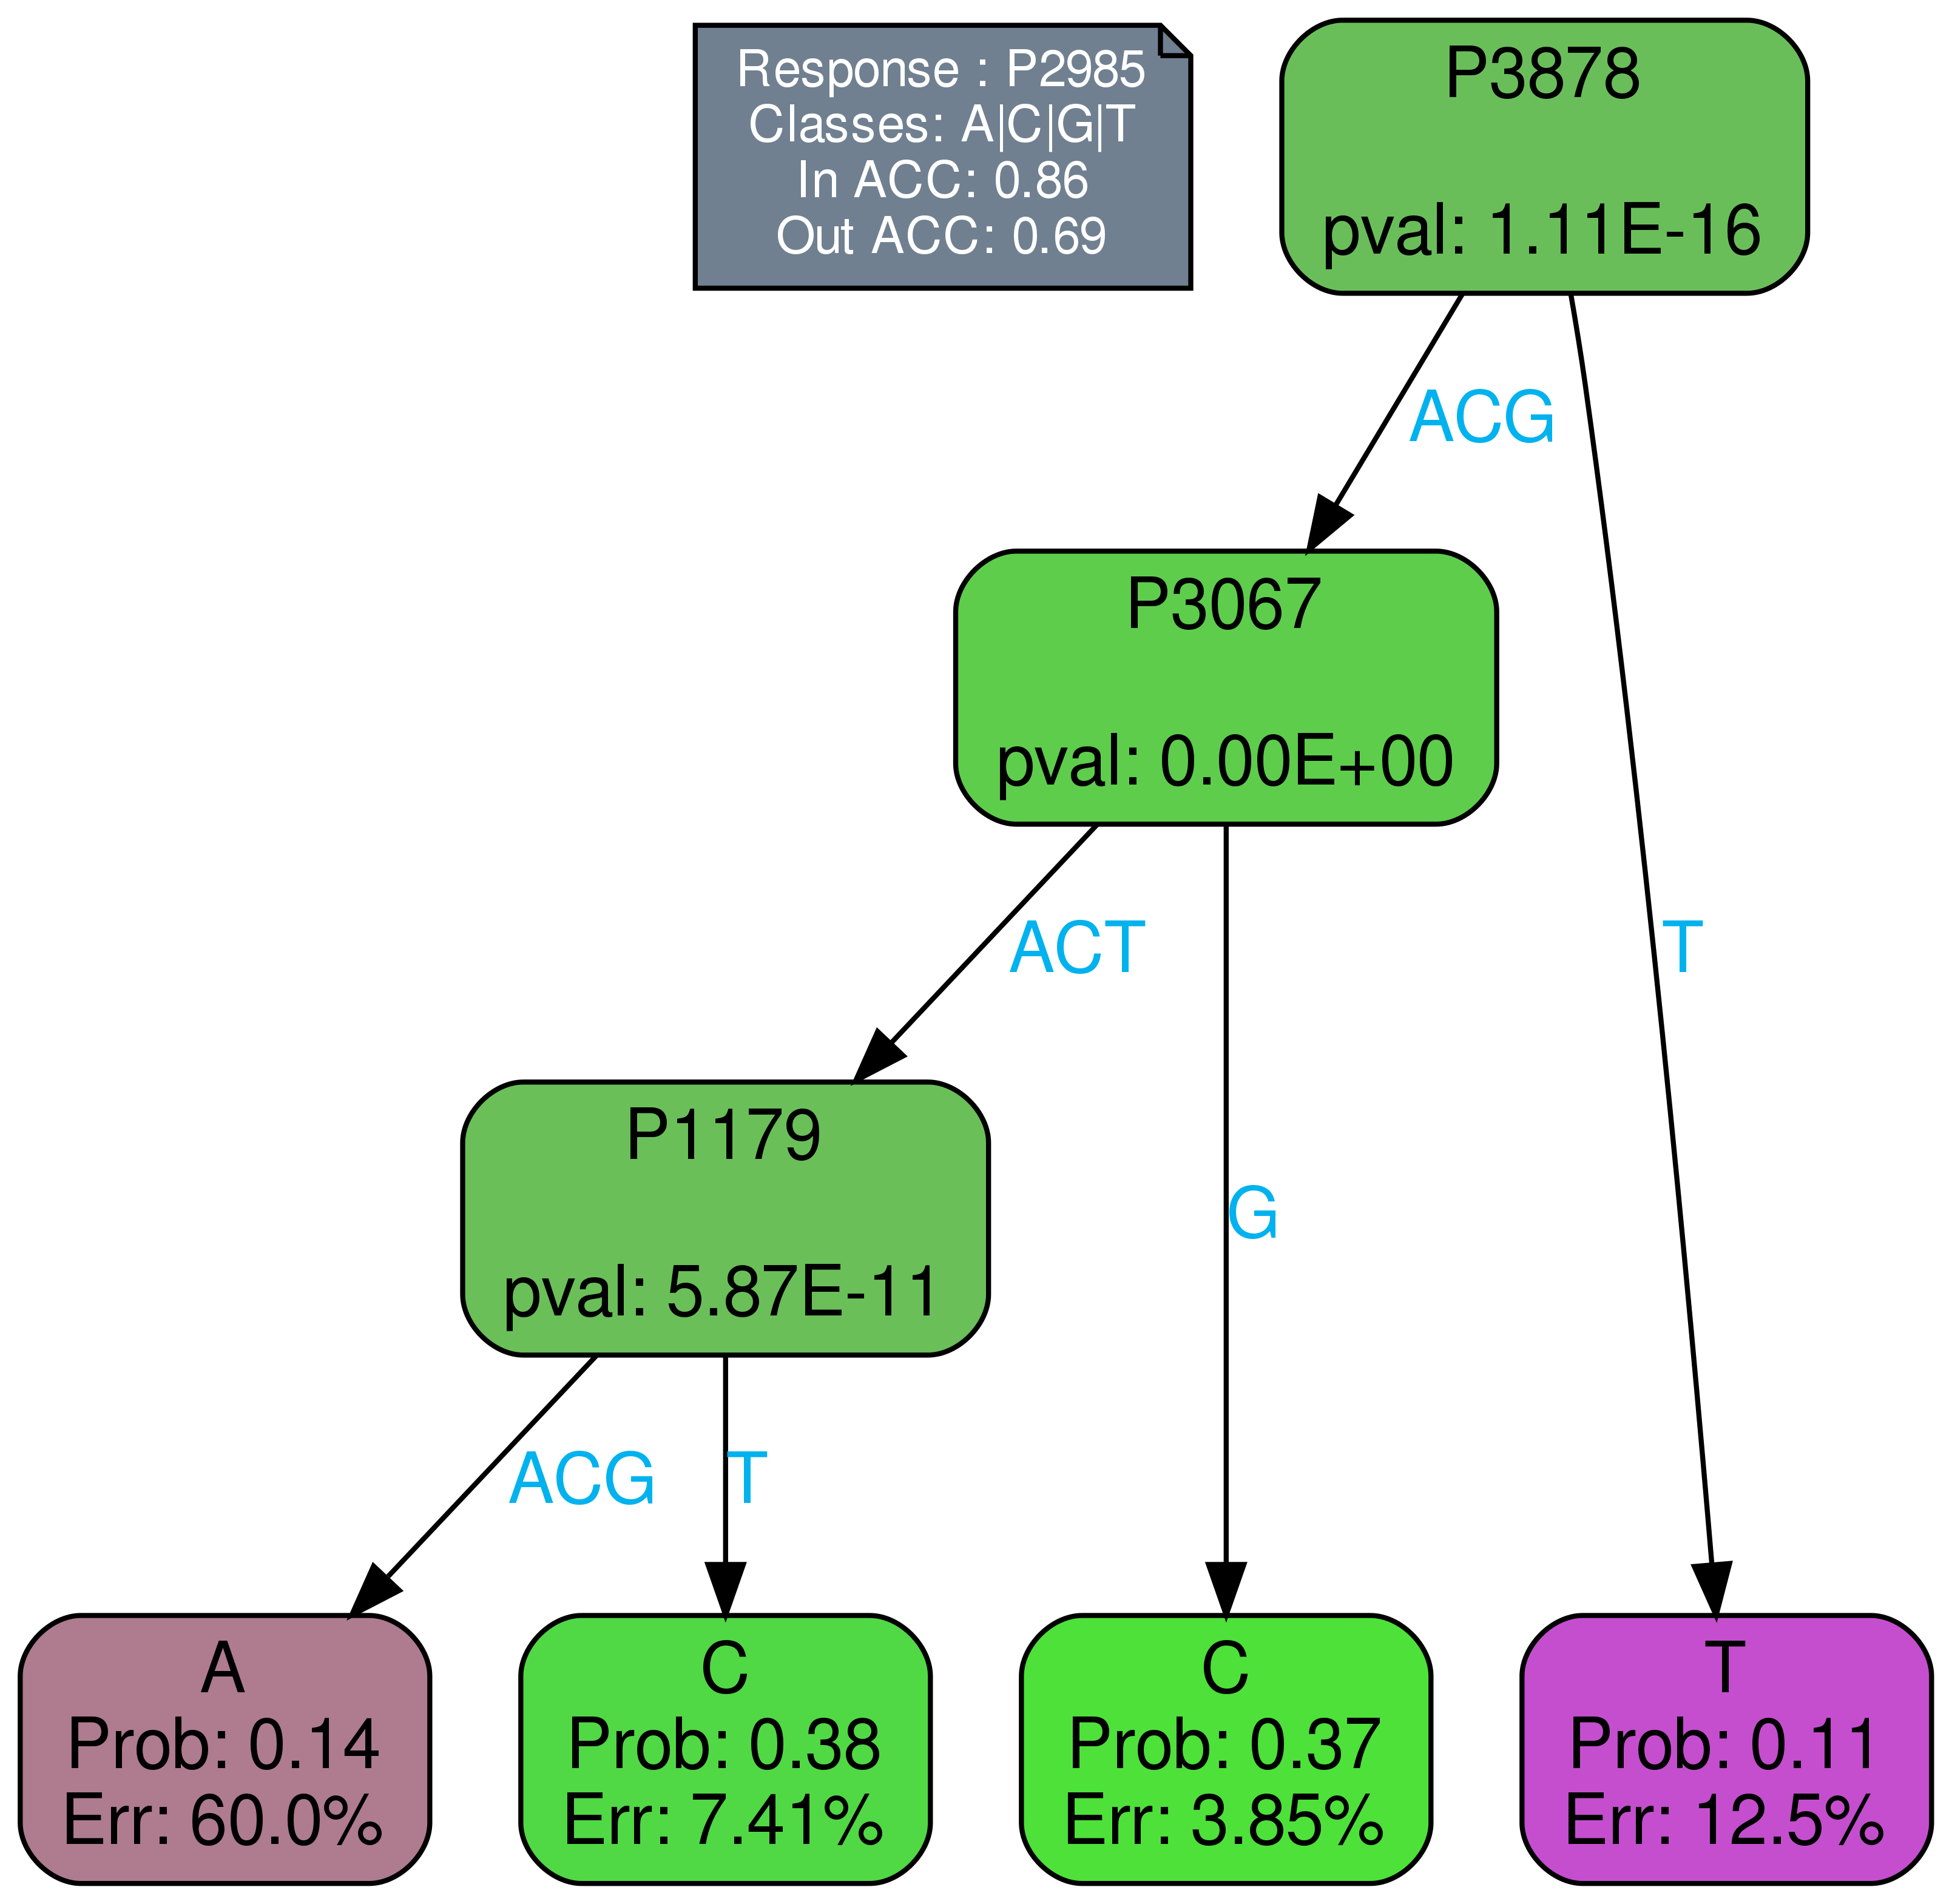 Response : P2985
Classes: A|C|G|T
In ACC: 0.86
Out ACC: 0.69
P3878
pval: 1.11E-16
ACG
P3067
pval: 0.00E+00
ACT
T
P1179
pval: 5.87E-11
G
ACG
T
A
Prob: 0.14
Err: 60.0%
C
Prob: 0.38
Err: 7.41%
C
Prob: 0.37
Err: 3.85%
T
Prob: 0.11
Err: 12.5%